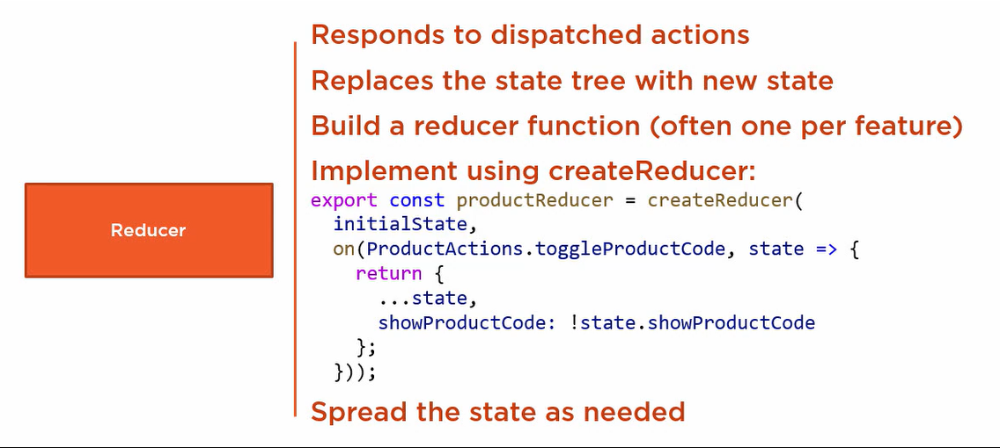 Responds to dispatched actions
Replaces the state tree with new state
Build a reducer function (often one per feature)
Implement using createReducer:
export const productReducer = createReducer(
  initialState,
  on(ProductActions.toggleProductCode, state => {
    return {
      ...state,
      showProductCode: !state.showProductCode
    };
  }));
Reducer
Spread the state as needed